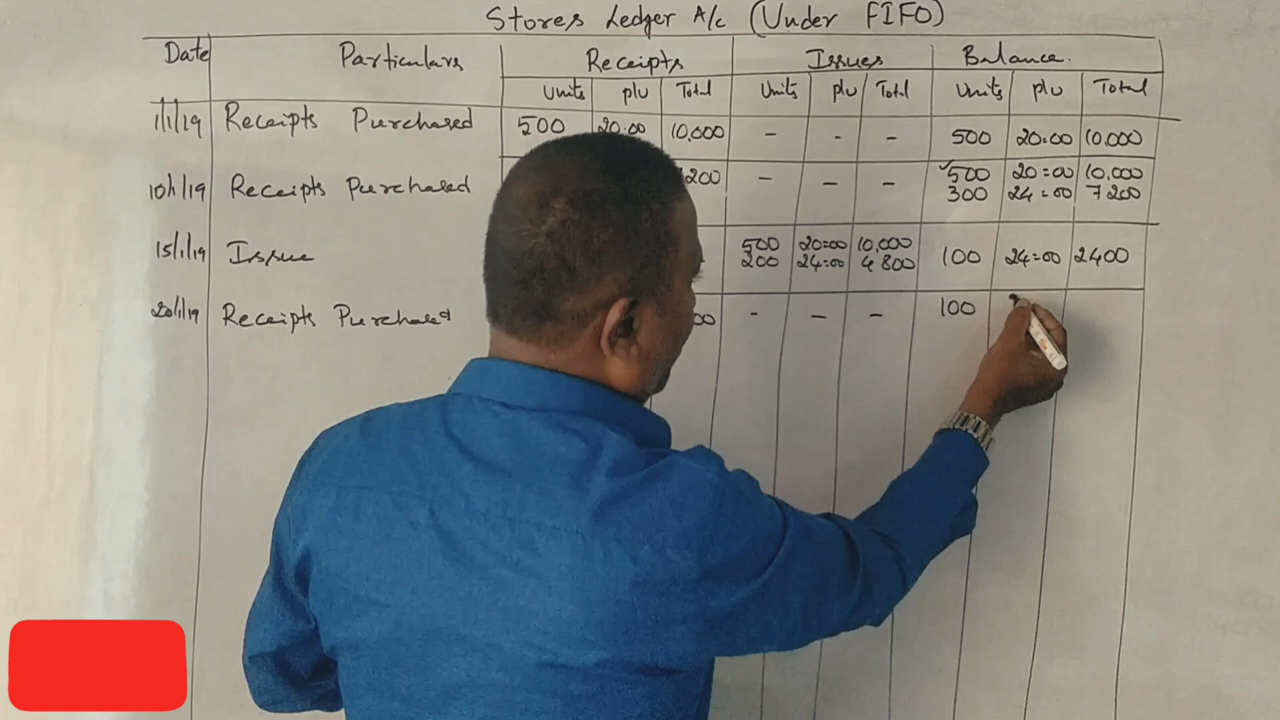 Stores Ledger A/c (Under FIFO)
Date Particulars Receipts Issues Balance.
Units p/u Total Units p/u Total Units p/u Total
1/1/19 Receipts Purchased 500 20.00 10,000 - - - 500 20.00 10,000
10/1/19 Receipts Purchased 200 - - - 500 20=00 10,000
300 24=00 7200
15/1/19 Issue 500 20=00 10,000 100 24=00 2400
200 24=00 4800
20/1/19 Receipts Purchased 00 - - - 100